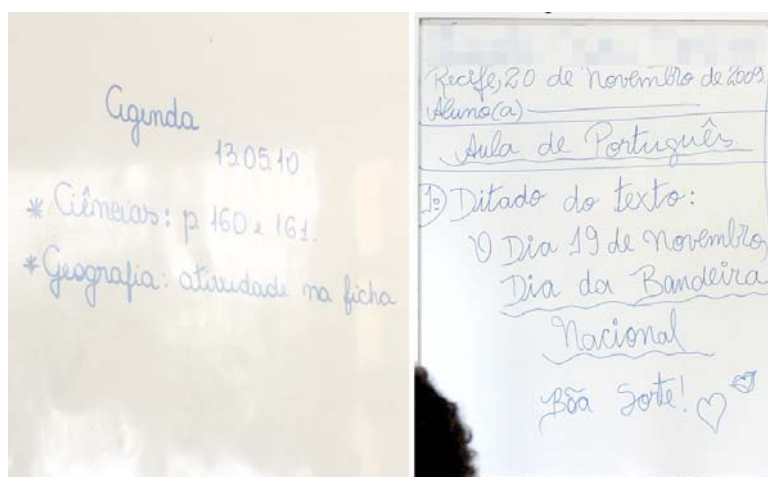 Agenda
13.05.10
* Ciências: p 160 e 161.
* Geografia: atividade na ficha
Recife, 20 de novembro de 2009
Aluno(a)
Aula de Português
1º) Ditado do texto:
O Dia 19 de novembro,
Dia da Bandeira
Nacional
Bôa Sorte!